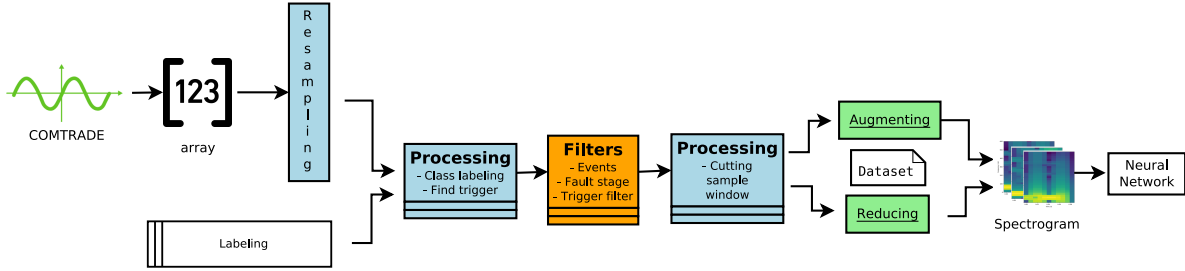 COMTRADE
123
array
Resampling
Labeling
Processing
- Class labeling
- Find trigger
Filters
- Events
- Fault stage
- Trigger filter
Processing
- Cutting
sample
window
Augmenting
Dataset
Reducing
Spectrogram
Neural
Network